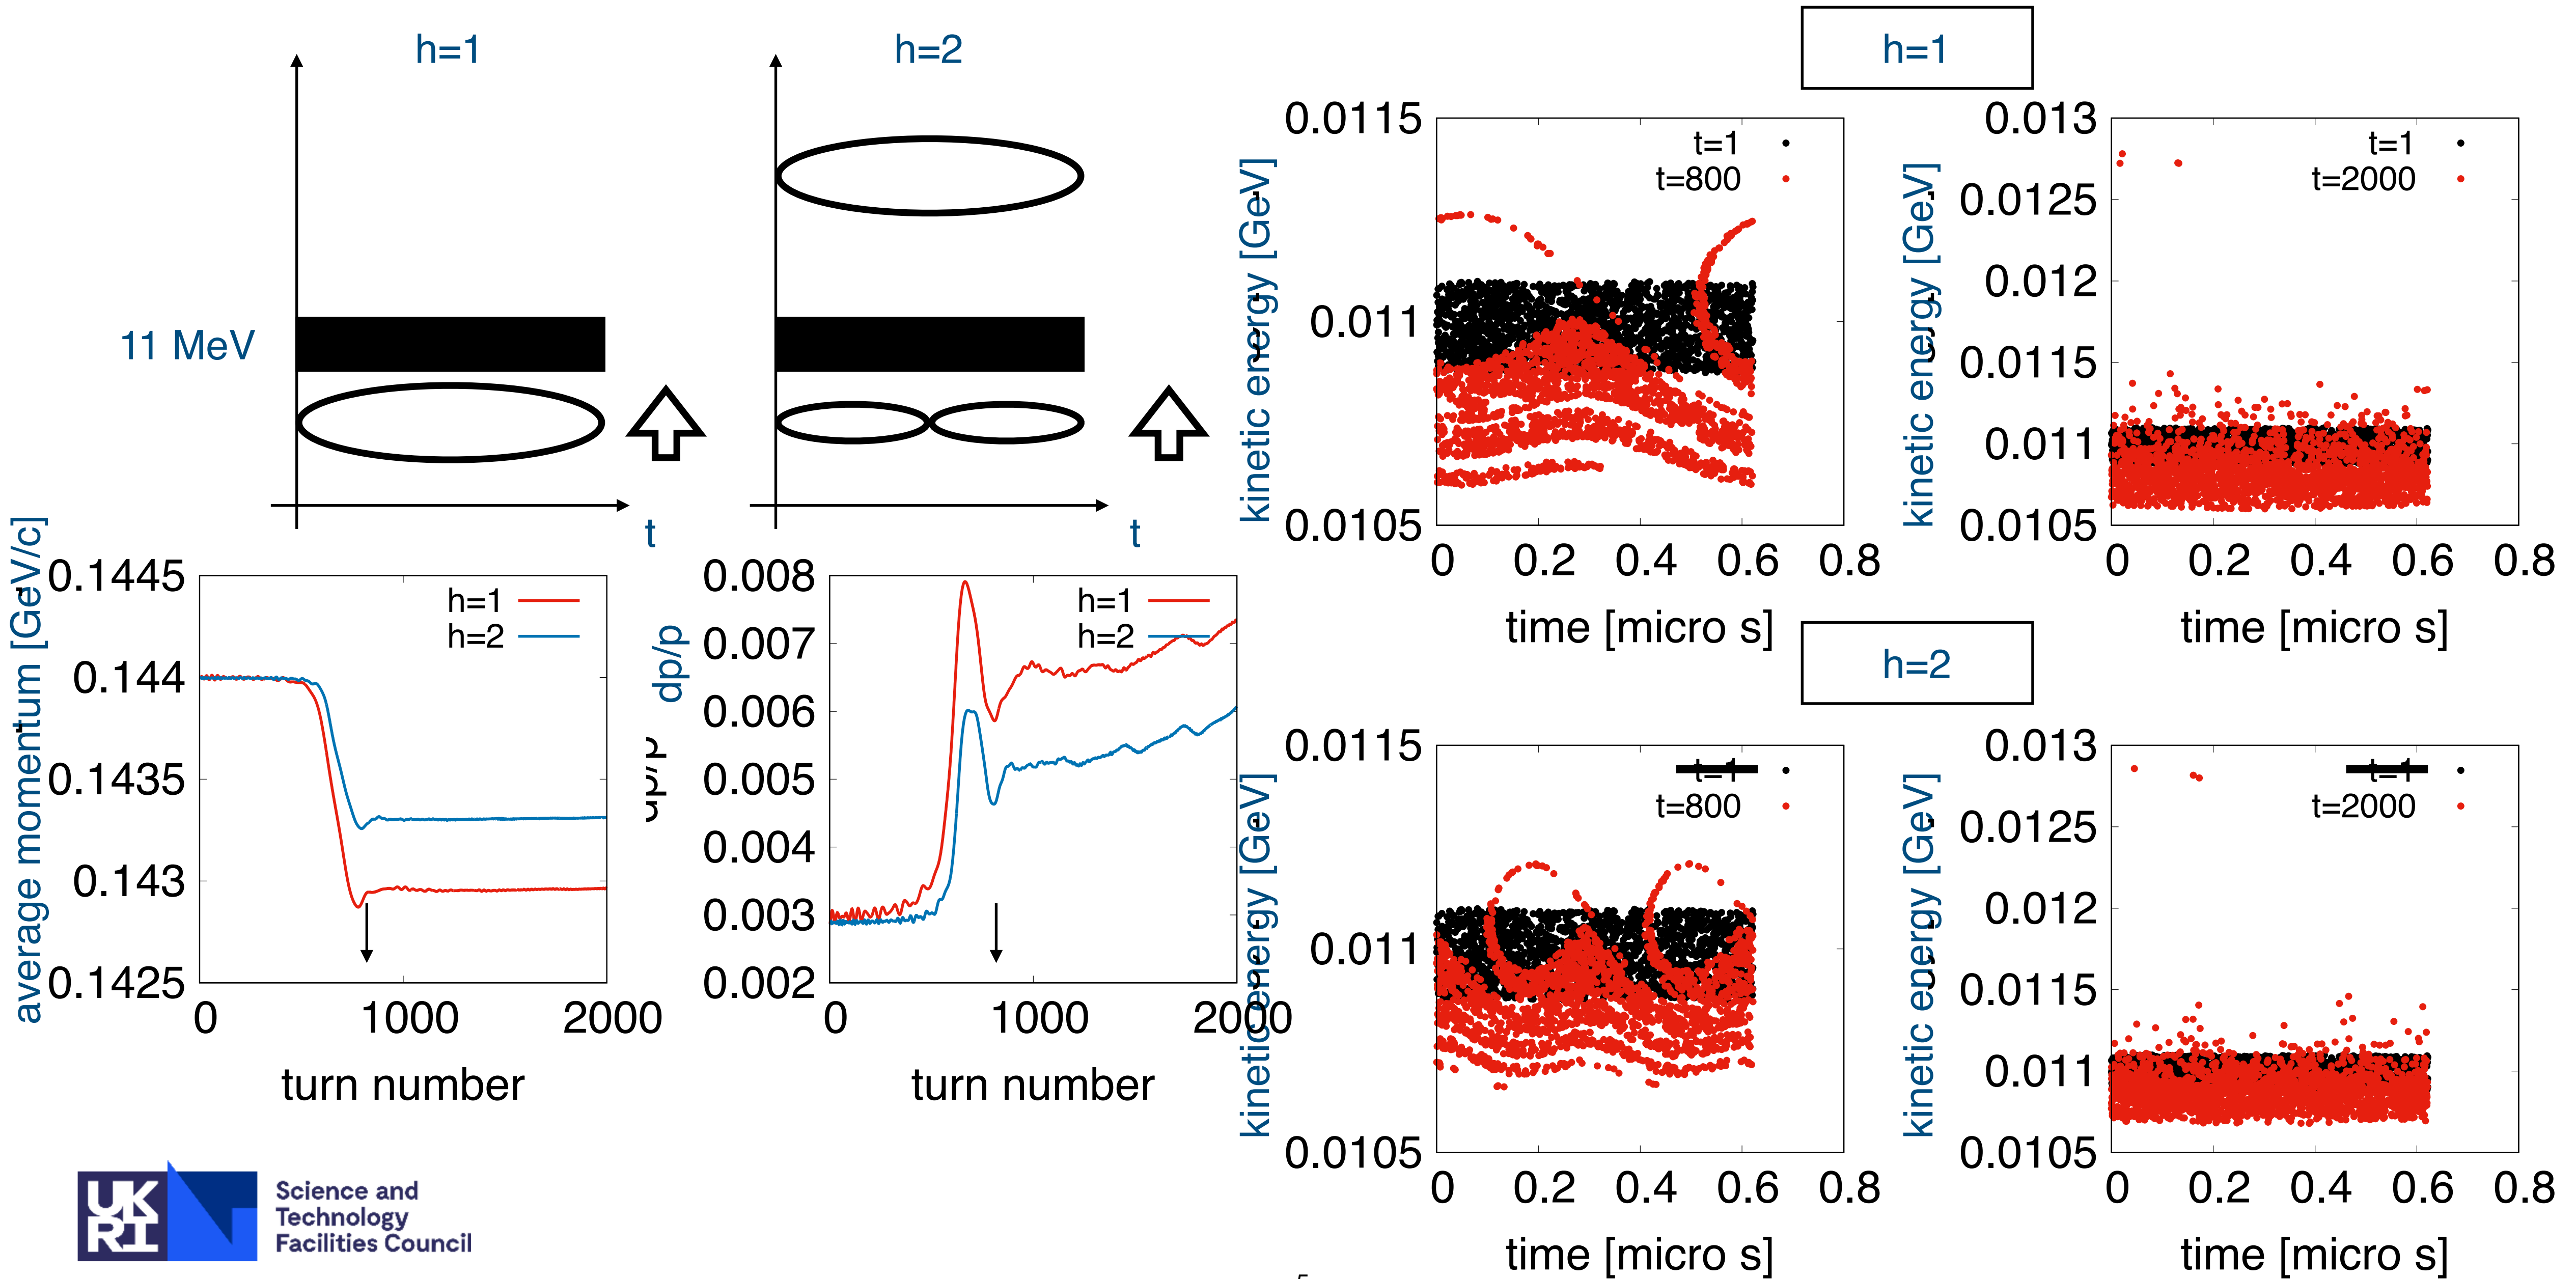 h=1
h=2
11 MeV
t
t
average momentum [GeV/c]
0.1445
0.144
0.1435
0.143
0.1425
h=1
h=2
0
1000
2000
turn number
dp/p
dp/p
0.008
0.007
0.006
0.005
0.004
0.003
0.002
h=1
h=2
0
1000
2000
turn number
h=1
kinetic energy [GeV]
0.0115
0.011
0.0105
t=1
t=800
0 0.2 0.4 0.6 0.8
time [micro s]
kinetic energy [GeV]
0.013
0.0125
0.012
0.0115
0.011
0.0105
t=1
t=2000
0 0.2 0.4 0.6 0.8
time [micro s]
h=2
kinetic energy [GeV]
0.0115
0.011
0.0105
t=1
t=800
0 0.2 0.4 0.6 0.8
time [micro s]
kinetic energy [GeV]
0.013
0.0125
0.012
0.0115
0.011
0.0105
t=1
t=2000
0 0.2 0.4 0.6 0.8
time [micro s]
UK
RI
Science and
Technology
Facilities Council